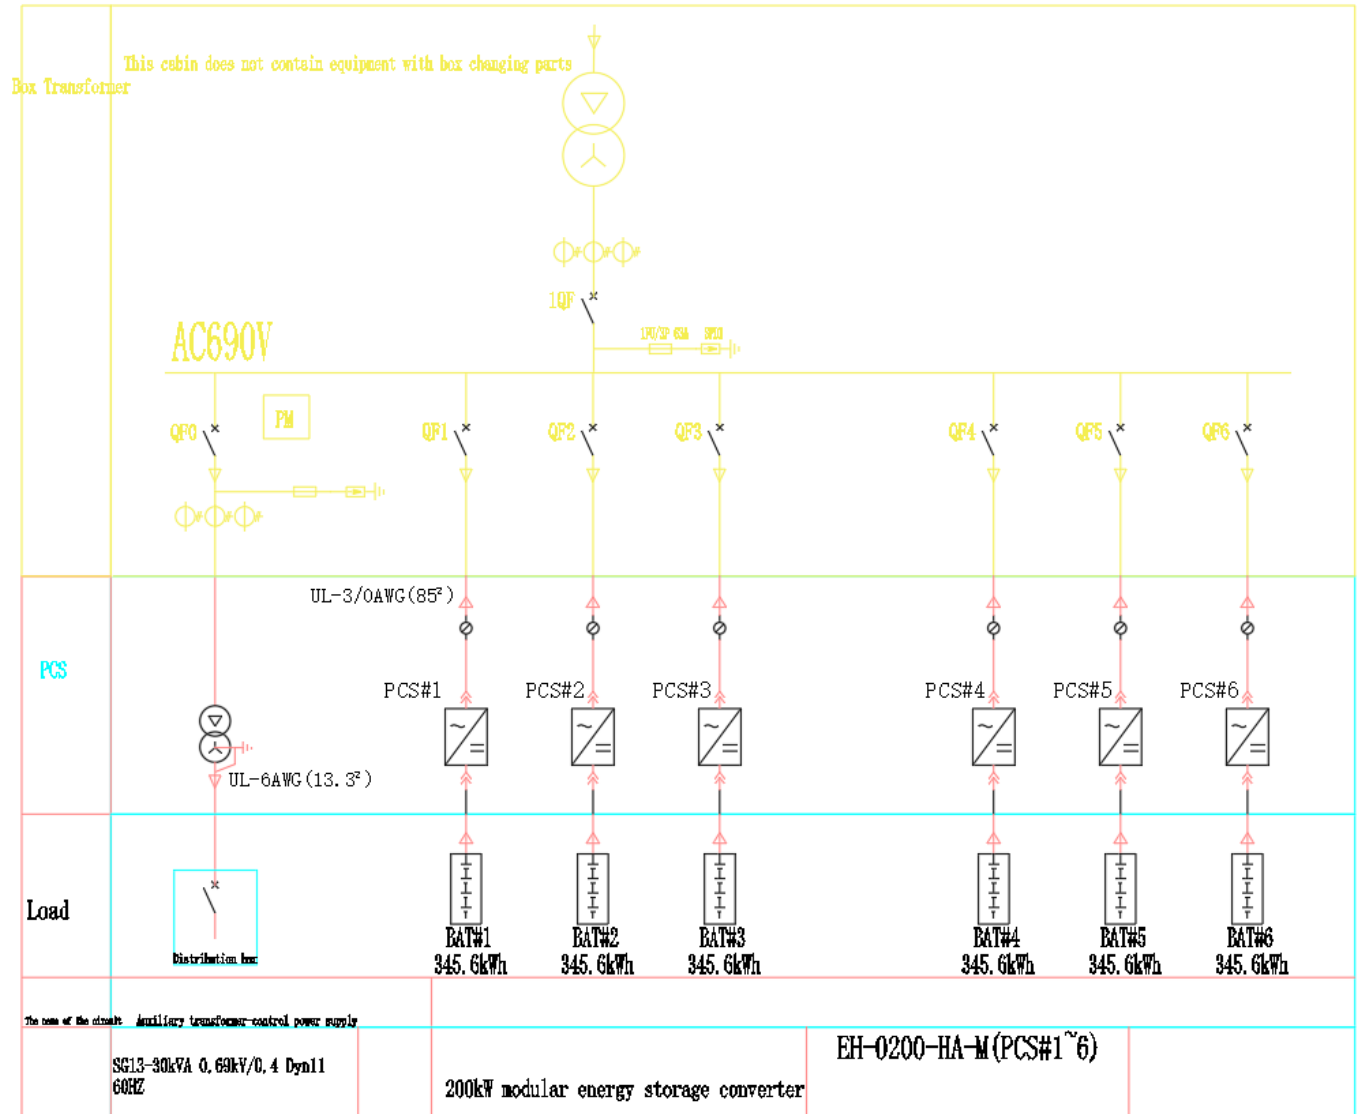 This cabin does not contain equipment with box changing parts
Box Transformer
1QF
AC690V
PM
QF0
QF1
QF2
QF3
QF4
QF5
QF6
UL-3/0AWG(85²)
PCS
PCS#1
PCS#2
PCS#3
PCS#4
PCS#5
PCS#6
UL-6AWG(13.3²)
Load
Distribution box
BAT#1
345.6kWh
BAT#2
345.6kWh
BAT#3
345.6kWh
BAT#4
345.6kWh
BAT#5
345.6kWh
BAT#6
345.6kWh
The name of the circuit
Auxiliary transformer-control power supply
SG13-30kVA 0.69kV/0.4 Dyn11
60HZ
200kW modular energy storage converter
EH-0200-HA-M(PCS#1~6)